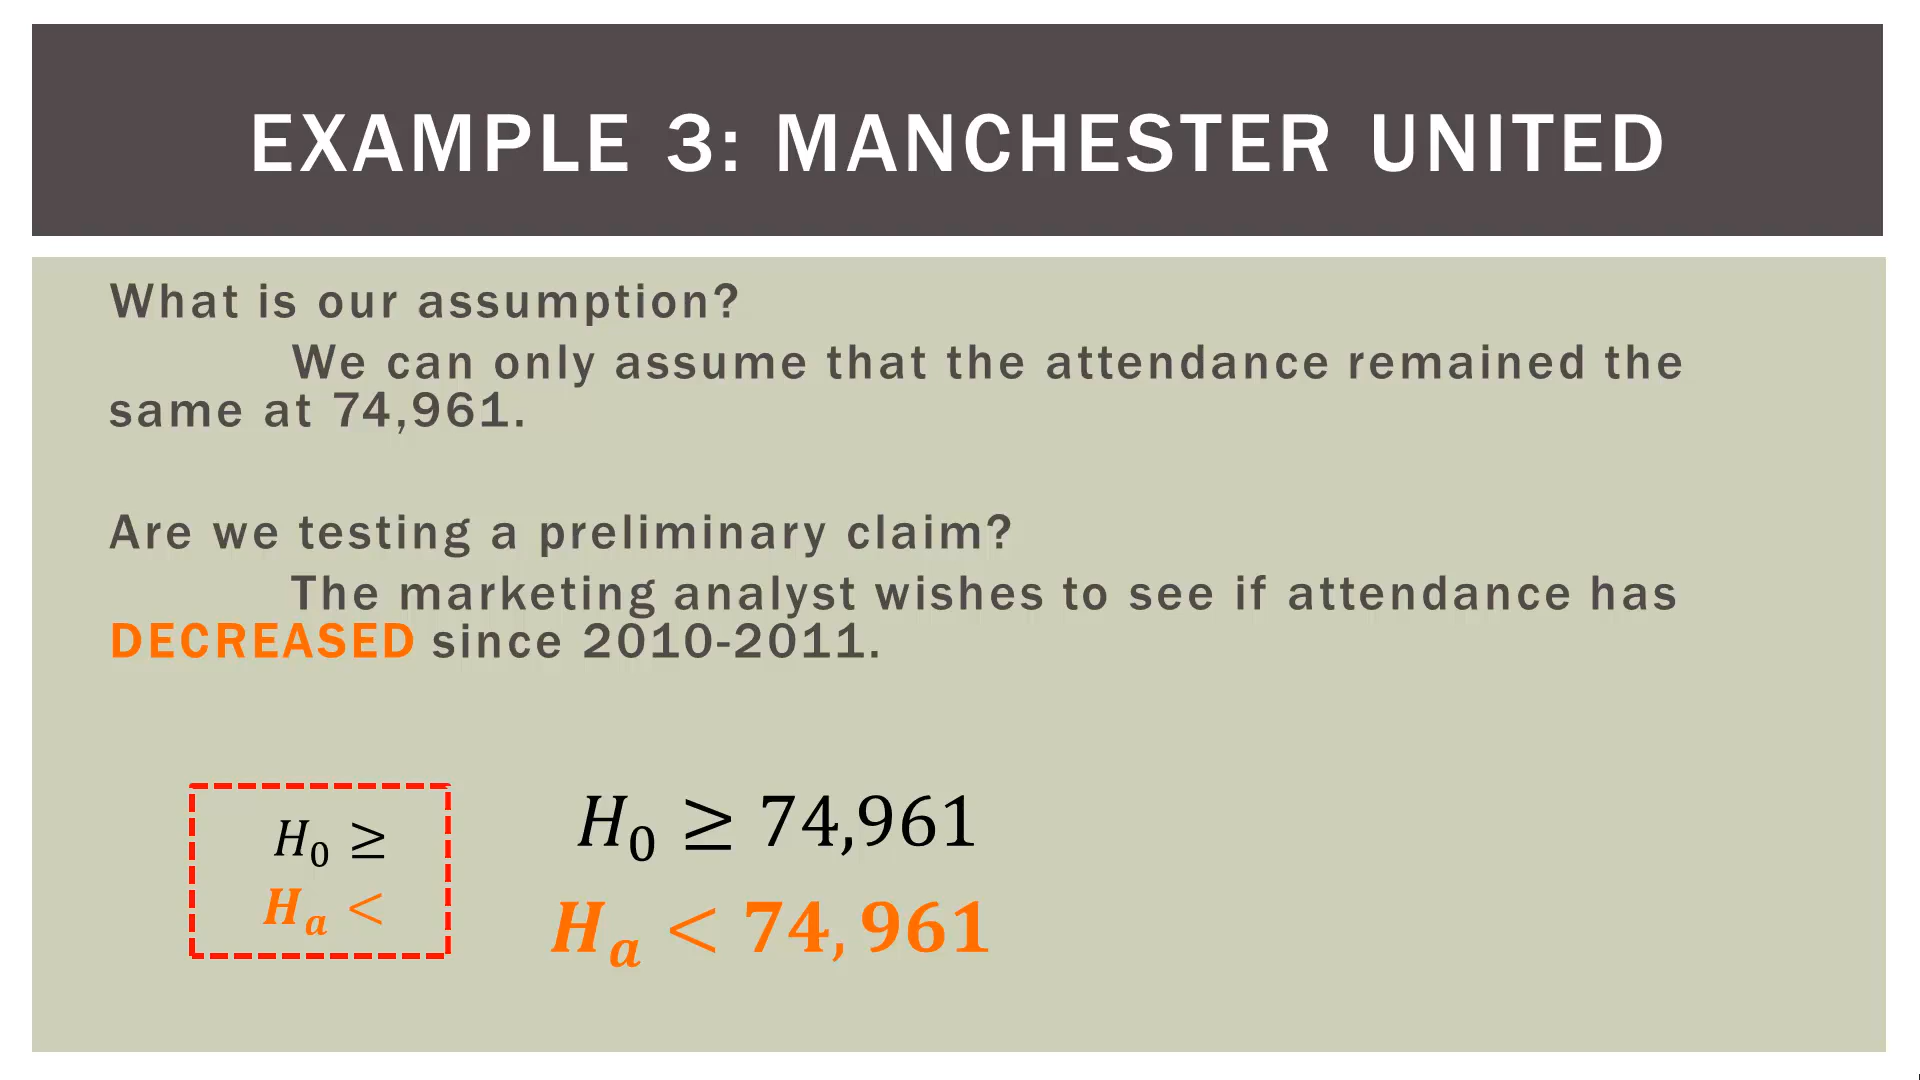 EXAMPLE 3: MANCHESTER UNITED
What is our assumption?
We can only assume that the attendance remained the
same at 74,961.
Are we testing a preliminary claim?
The marketing analyst wishes to see if attendance has
DECREASED since 2010-2011.
H₀ ≥
Hₐ <
H₀ ≥ 74,961
Hₐ < 74,961